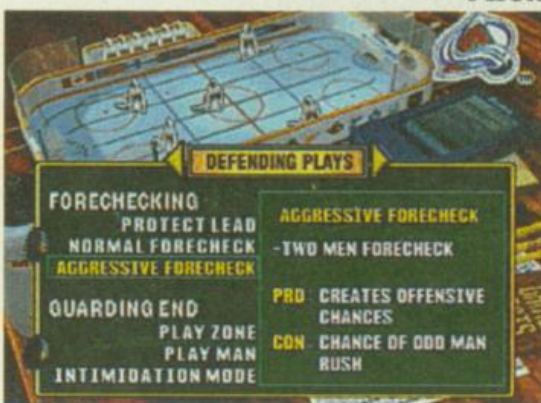 DEFENDING PLAYS
FORECHECKING
PROTECT LEAD
NORMAL FORECHECK
AGGRESSIVE FORECHECK
GUARDING END
PLAY ZONE
PLAY MAN
INTIMIDATION MODE
AGGRESSIVE FORECHECK
-TWO MEN FORECHECK
PRO CREATES OFFENSIVE
CHANCES
CON CHANCE OF ODD MAN
RUSH